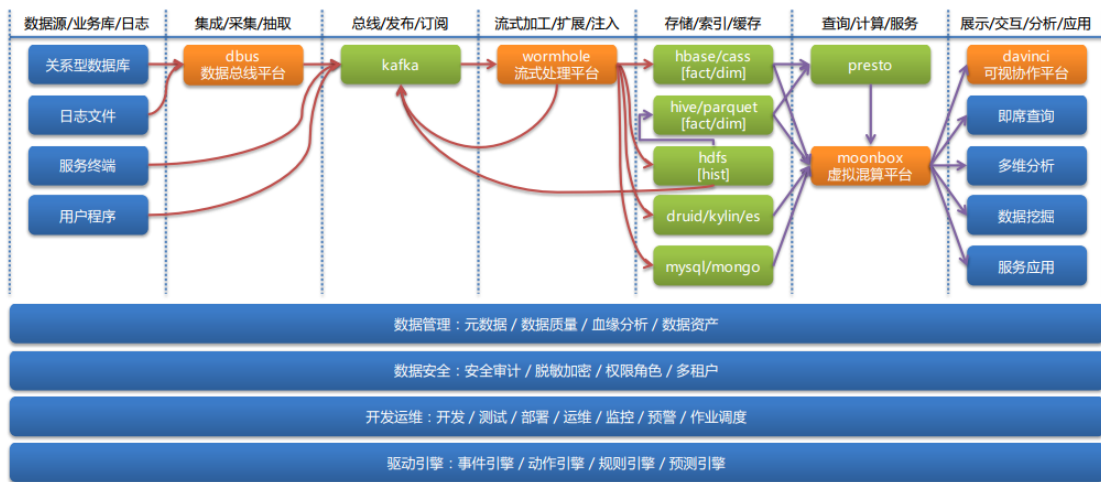 数据源/业务库/日志
集成/采集/抽取
总线/发布/订阅
流式加工/扩展/注入
存储/索引/缓存
查询/计算/服务
展示/交互/分析/应用
关系型数据库
日志文件
服务终端
用户程序
dbus
数据总线平台
kafka
wormhole
流式处理平台
hbase/cass
[fact/dim]
hive/parquet
[fact/dim]
hdfs
[hist]
druid/kylin/es
mysql/mongo
presto
moonbox
虚拟混算平台
davinci
可视协作平台
即席查询
多维分析
数据挖掘
服务应用
数据管理：元数据 / 数据质量 / 血缘分析 / 数据资产
数据安全：安全审计 / 脱敏加密 / 权限角色 / 多租户
开发运维：开发 / 测试 / 部署 / 运维 / 监控 / 预警 / 作业调度
驱动引擎：事件引擎 / 动作引擎 / 规则引擎 / 预测引擎